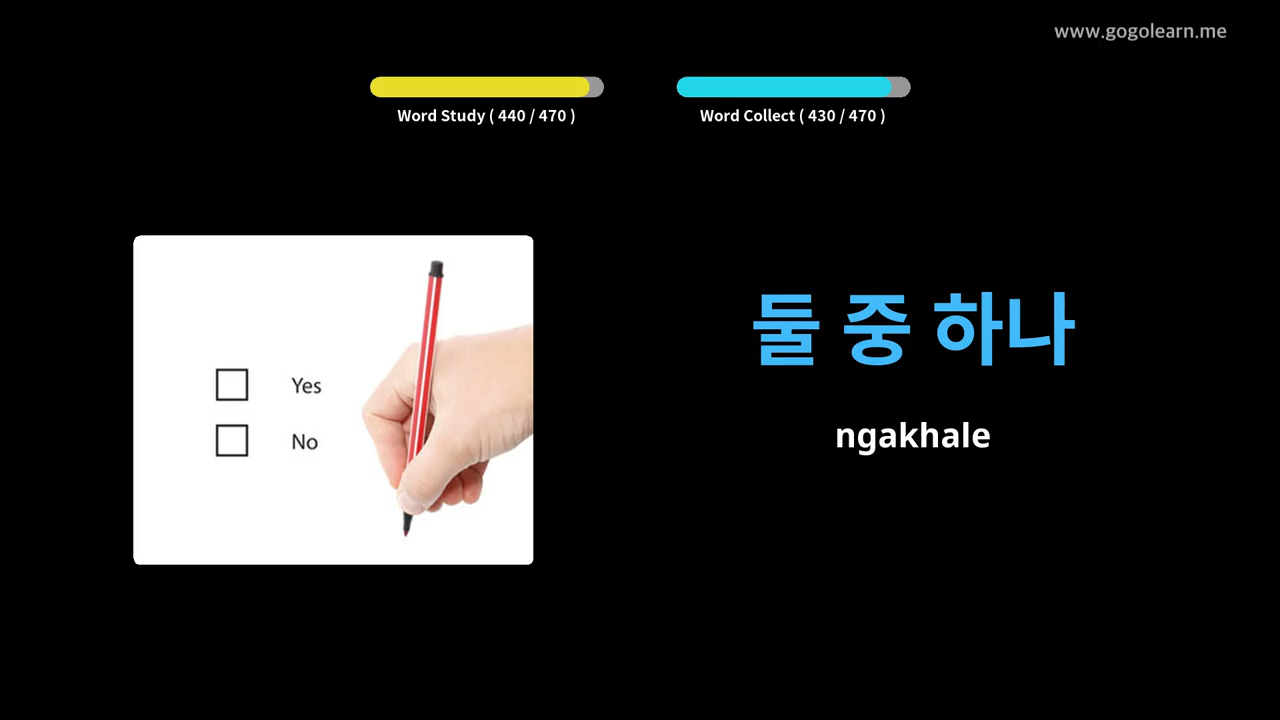 www.gogolearn.me
Word Study ( 440 / 470 )
Word Collect ( 430 / 470 )
Yes
No
둘 중 하나
ngakhale